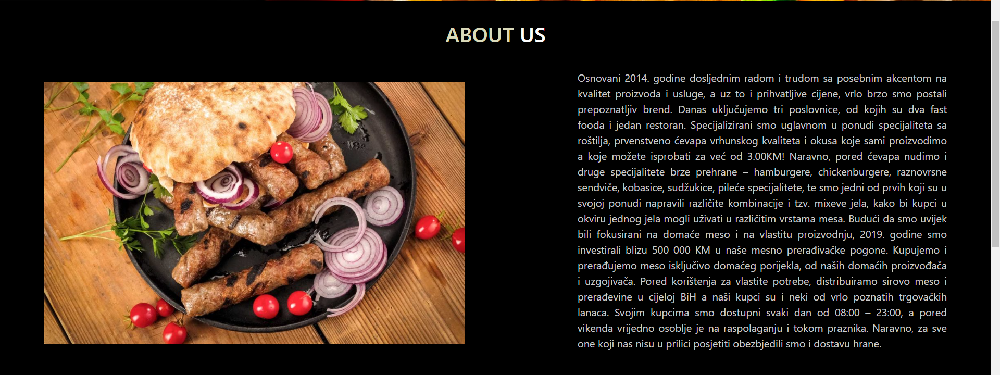 ABOUT US
Osnovani 2014. godine dosljednim radom i trudom sa posebnim akcentom na
kvalitet proizvoda i usluge, a uz to i prihvatljive cijene, vrlo brzo smo postali
prepoznatljiv brend. Danas uključujemo tri poslovnice, od kojih su dva fast
fooda i jedan restoran. Specijalizirani smo uglavnom u ponudi specijaliteta sa
roštilja, prvenstveno ćevapa vrhunskog kvaliteta i okusa koje sami proizvodimo
a koje možete isprobati za već od 3.00KM! Naravno, pored ćevapa nudimo i
druge specijalitete brze prehrane – hamburgere, chickenburgere, raznovrsne
sendviče, kobasice, sudžukice, pileće specijalitete, te smo jedni od prvih koji su u
svojoj ponudi napravili različite kombinacije i tzv. mixeve jela, kako bi kupci u
okviru jednog jela mogli uživati u različitim vrstama mesa. Budući da smo uvijek
bili fokusirani na domaće meso i na vlastitu proizvodnju, 2019. godine smo
investirali blizu 500 000 KM u naše mesno prerađivačke pogone. Kupujemo i
prerađujemo meso isključivo domaćeg porijekla, od naših domaćih proizvođača
i uzgojivača. Pored korištenja za vlastite potrebe, distribuiramo sirovo meso i
prerađevine u cijeloj BiH a naši kupci su i neki od vrlo poznatih trgovačkih
lanaca. Svojim kupcima smo dostupni svaki dan od 08:00 – 23:00, a pored
vikenda vrijedno osoblje je na raspolaganju i tokom praznika. Naravno, za sve
one koji nas nisu u prilici posjetiti obezbjedili smo i dostavu hrane.